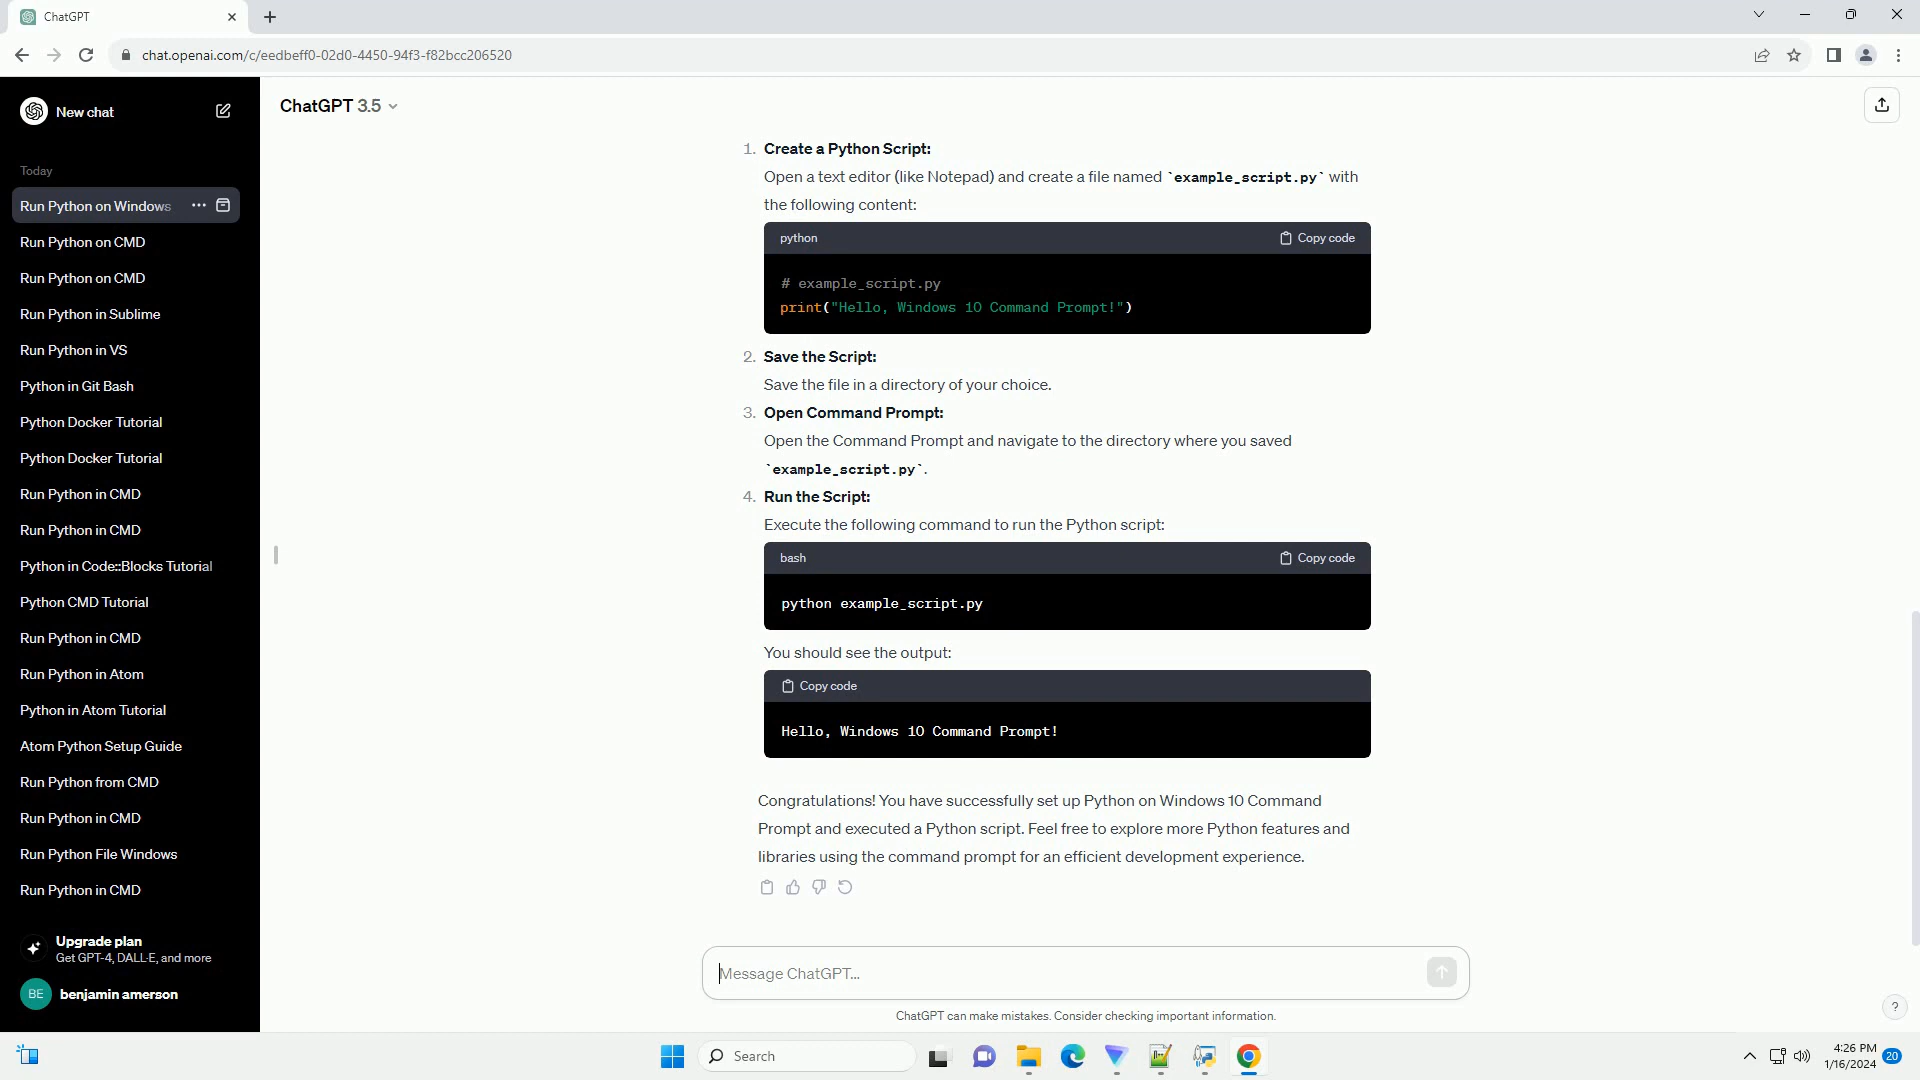 ChatGPT
chat.openai.com/c/eedbeff0-02d0-4450-94f3-f82bcc206520
New chat
Today
Run Python on Windows
Run Python on CMD
Run Python on CMD
Run Python in Sublime
Run Python in VS
Python in Git Bash
Python Docker Tutorial
Python Docker Tutorial
Run Python in CMD
Run Python in CMD
Python in Code::Blocks Tutorial
Python CMD Tutorial
Run Python in CMD
Run Python in Atom
Python in Atom Tutorial
Atom Python Setup Guide
Run Python from CMD
Run Python in CMD
Run Python File Windows
Run Python in CMD
Upgrade plan
Get GPT-4, DALL·E, and more
BE benjamin amerson
ChatGPT 3.5
1. Create a Python Script:
Open a text editor (like Notepad) and create a file named `example_script.py` with
the following content:
python Copy code
# example_script.py
print("Hello, Windows 10 Command Prompt!")
2. Save the Script:
Save the file in a directory of your choice.
3. Open Command Prompt:
Open the Command Prompt and navigate to the directory where you saved
`example_script.py`.
4. Run the Script:
Execute the following command to run the Python script:
bash Copy code
python example_script.py
You should see the output:
Copy code
Hello, Windows 10 Command Prompt!
Congratulations! You have successfully set up Python on Windows 10 Command
Prompt and executed a Python script. Feel free to explore more Python features and
libraries using the command prompt for an efficient development experience.
Message ChatGPT...
ChatGPT can make mistakes. Consider checking important information.
?
Search
4:26 PM
1/16/2024
20